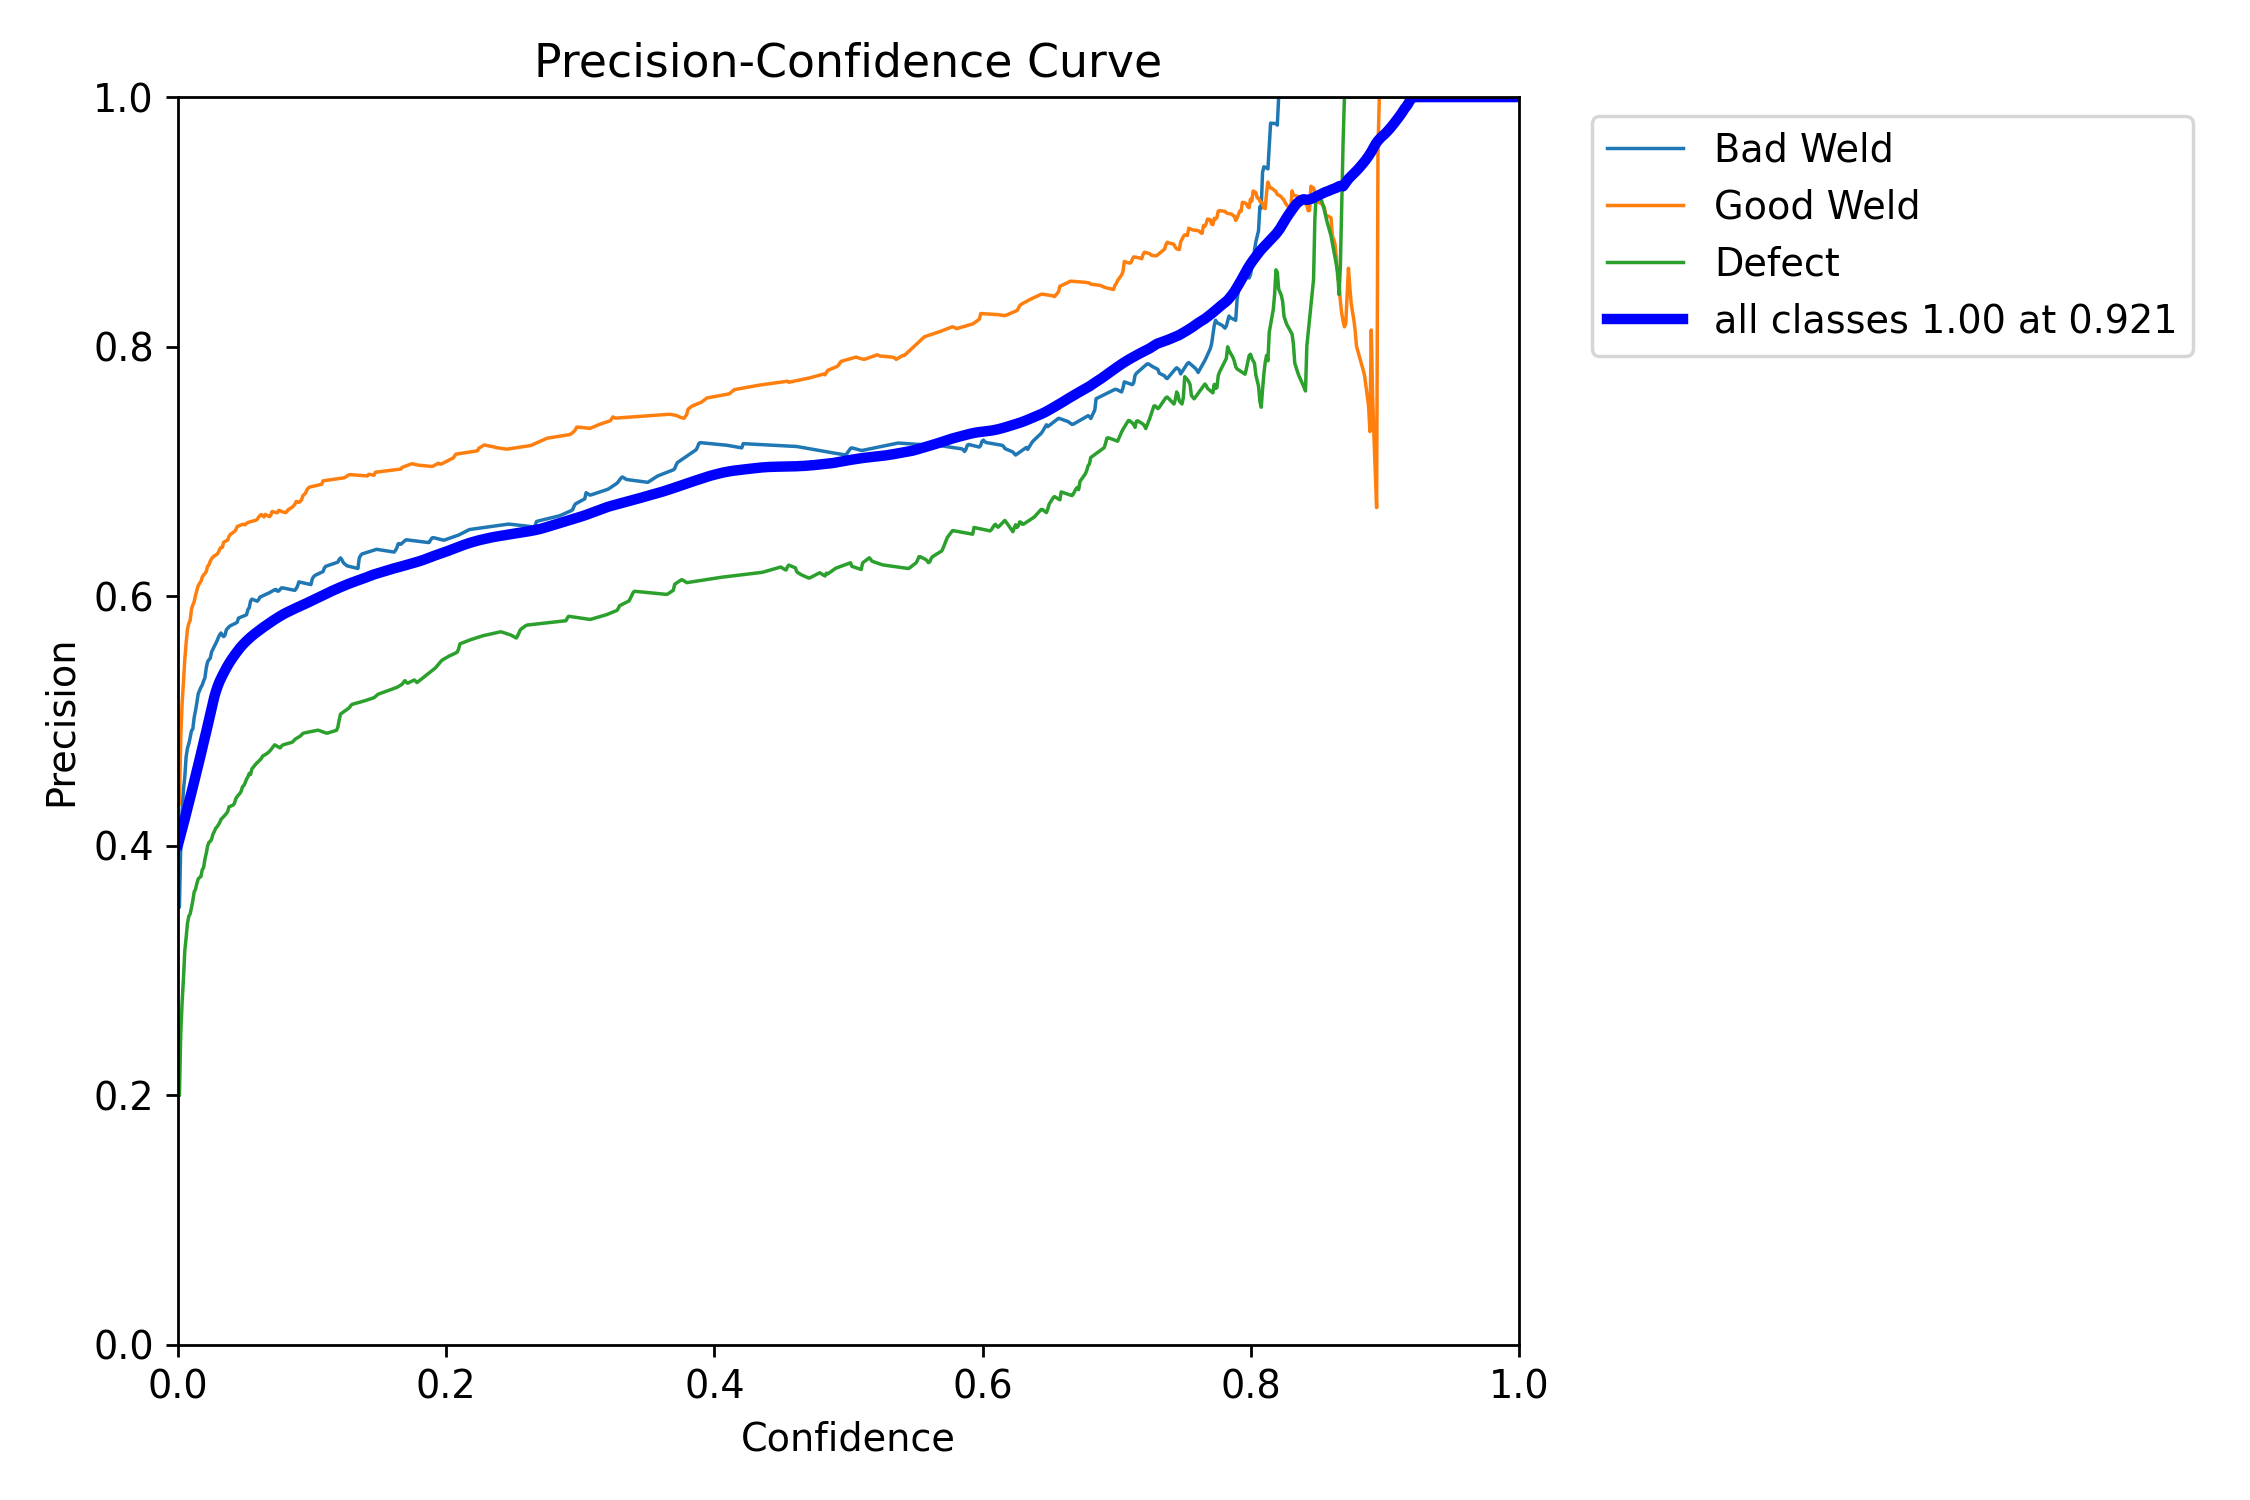 Precision-Confidence Curve
1.0
0.8
0.6
0.4
0.2
0.0
Precision
0.0 0.2 0.4 0.6 0.8 1.0
Confidence
Bad Weld
Good Weld
Defect
all classes 1.00 at 0.921